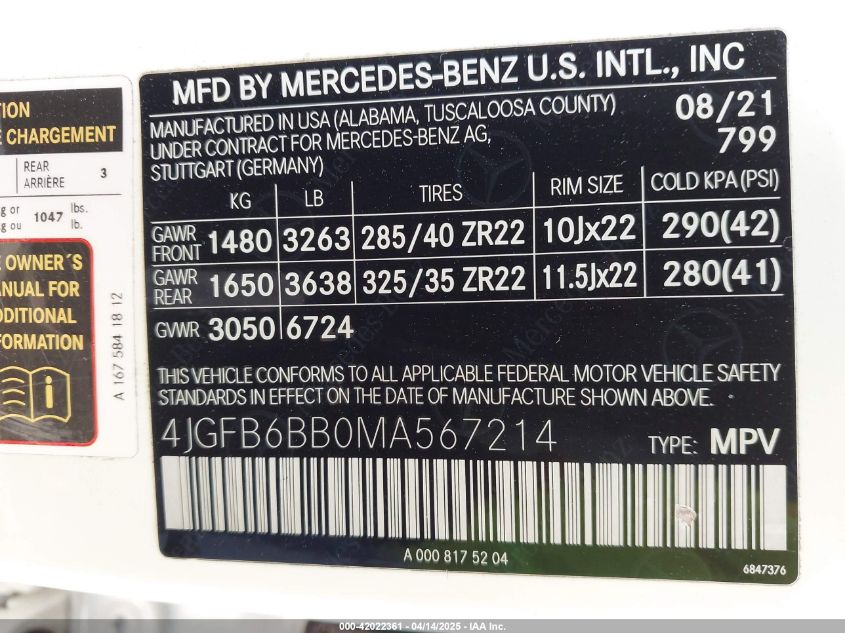 TION
E CHARGEMENT
REAR
ARRIÈRE 3
g or 1047 lbs.
g ou lb.
E OWNER´S
ANUAL FOR
DDITIONAL
FORMATION
A 167 584 18 12
MFD BY MERCEDES-BENZ U.S. INTL., INC
MANUFACTURED IN USA (ALABAMA, TUSCALOOSA COUNTY) 08/21
UNDER CONTRACT FOR MERCEDES-BENZ AG, 799
STUTTGART (GERMANY)
KG LB TIRES RIM SIZE COLD KPA (PSI)
GAWR FRONT 1480 3263 285/40 ZR22 10Jx22 290(42)
GAWR REAR 1650 3638 325/35 ZR22 11.5Jx22 280(41)
GVWR 3050 6724
THIS VEHICLE CONFORMS TO ALL APPLICABLE FEDERAL MOTOR VEHICLE SAFETY
STANDARDS IN EFFECT ON THE DATE OF MANUFACTURE SHOWN ABOVE.
4JGFB6BB0MA567214 TYPE: MPV
A 000 817 52 04
6847376
000-42022361 | 04/14/2025 | IAA Inc.